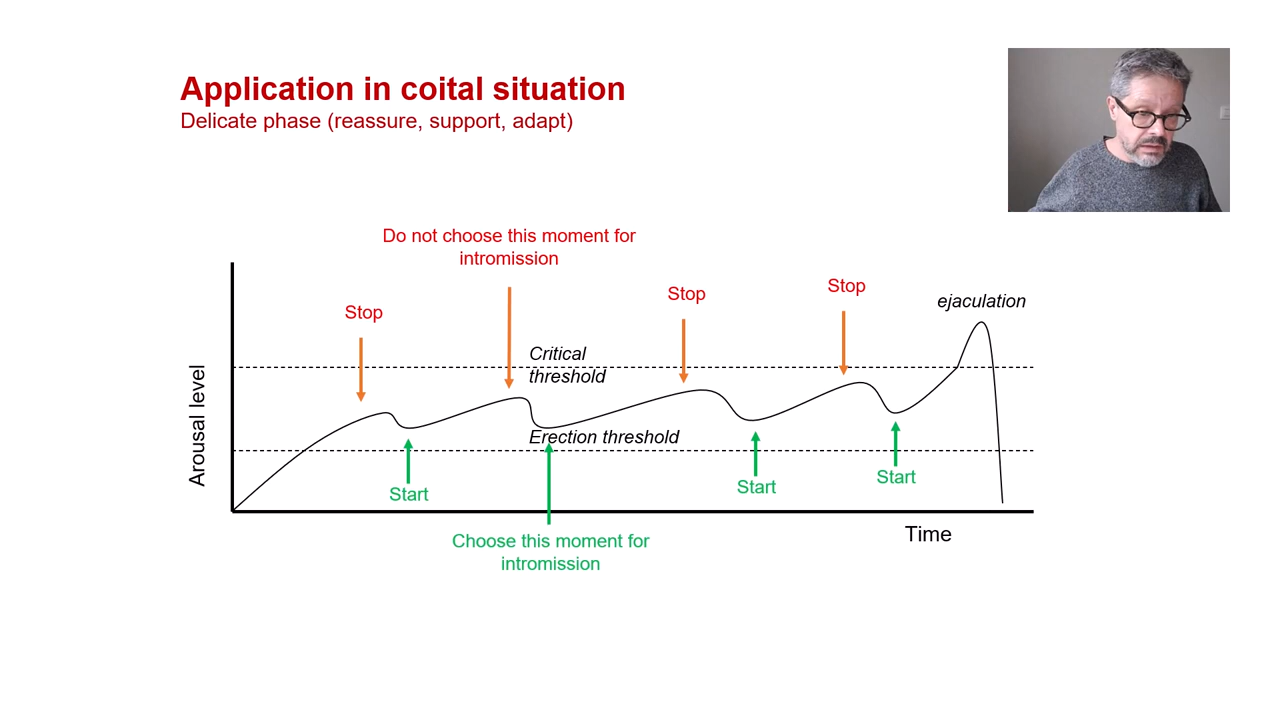 Application in coital situation
Delicate phase (reassure, support, adapt)
Do not choose this moment for
intromission
Stop
Stop
Stop
ejaculation
Critical
threshold
Arousal level
Erection threshold
Start
Start
Start
Choose this moment for
intromission
Time